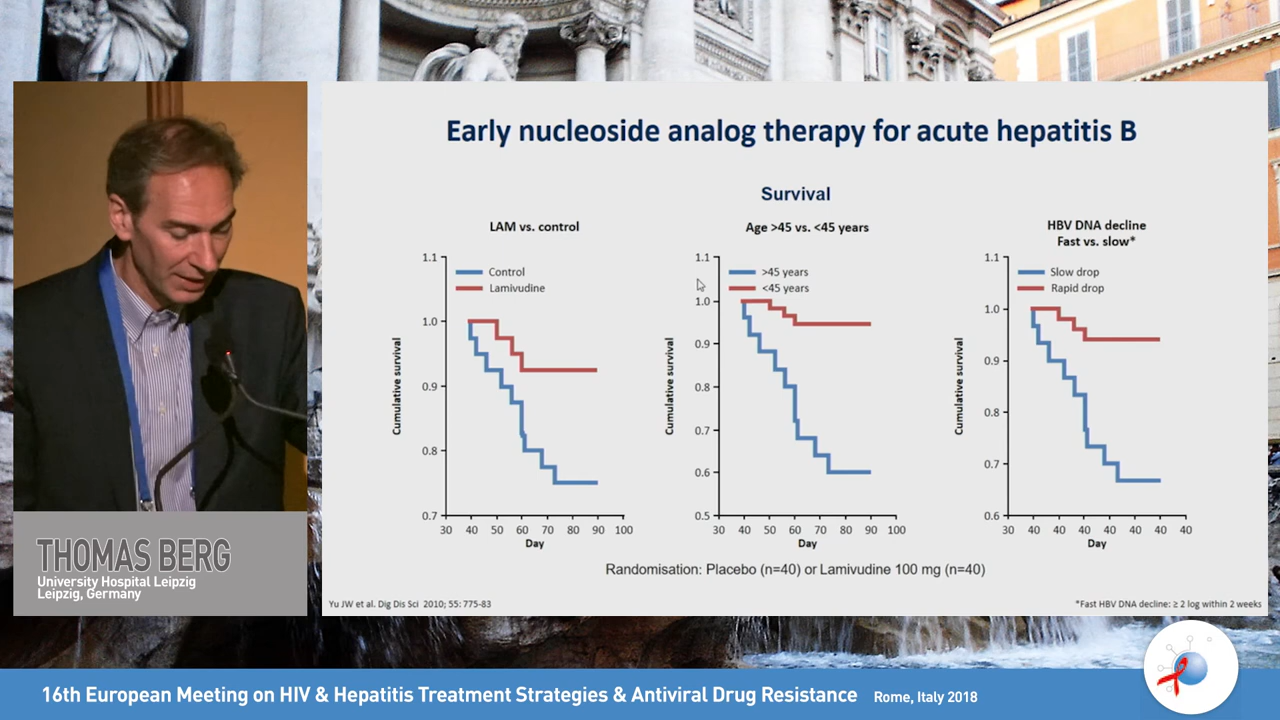 Early nucleoside analog therapy for acute hepatitis B
Survival
LAM vs. control
1.1
Control
Lamivudine
1.0
0.9
0.8
0.7
Cumulative survival
30 40 50 60 70 80 90 100
Day
Age >45 vs. <45 years
1.1
>45 years
<45 years
1.0
0.9
0.8
0.7
0.6
0.5
Cumulative survival
30 40 50 60 70 80 90 100
Day
HBV DNA decline
Fast vs. slow*
1.1
Slow drop
Rapid drop
1.0
0.9
0.8
0.7
0.6
Cumulative survival
30 40 40 40 40 40 40 40
Day
Randomisation: Placebo (n=40) or Lamivudine 100 mg (n=40)
Yu JW et al. Dig Dis Sci 2010; 55: 775-83
*Fast HBV DNA decline: ≥ 2 log within 2 weeks
THOMAS BERG
University Hospital Leipzig
Leipzig, Germany
16th European Meeting on HIV & Hepatitis Treatment Strategies & Antiviral Drug Resistance Rome, Italy 2018